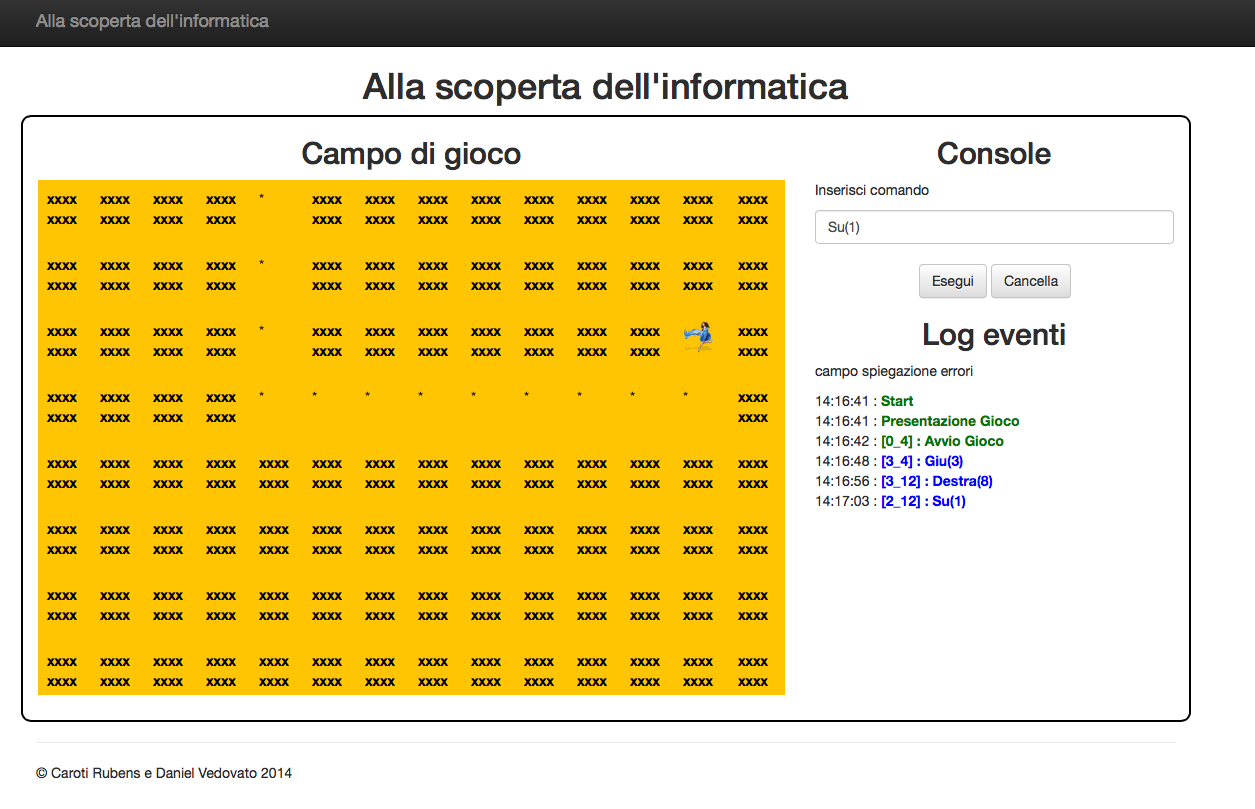 Alla scoperta dell'informatica
Alla scoperta dell'informatica
Campo di gioco
xxxx xxxx xxxx xxxx * xxxx xxxx xxxx xxxx xxxx xxxx xxxx xxxx xxxx
xxxx xxxx xxxx xxxx xxxx xxxx xxxx xxxx xxxx xxxx xxxx xxxx xxxx
xxxx xxxx xxxx xxxx * xxxx xxxx xxxx xxxx xxxx xxxx xxxx xxxx xxxx
xxxx xxxx xxxx xxxx xxxx xxxx xxxx xxxx xxxx xxxx xxxx xxxx xxxx
xxxx xxxx xxxx xxxx * xxxx xxxx xxxx xxxx xxxx xxxx xxxx xxxx
xxxx xxxx xxxx xxxx xxxx xxxx xxxx xxxx xxxx xxxx xxxx xxxx
xxxx xxxx xxxx xxxx * * * * * * * * * xxxx
xxxx xxxx xxxx xxxx xxxx
xxxx xxxx xxxx xxxx xxxx xxxx xxxx xxxx xxxx xxxx xxxx xxxx xxxx xxxx
xxxx xxxx xxxx xxxx xxxx xxxx xxxx xxxx xxxx xxxx xxxx xxxx xxxx xxxx
xxxx xxxx xxxx xxxx xxxx xxxx xxxx xxxx xxxx xxxx xxxx xxxx xxxx xxxx
xxxx xxxx xxxx xxxx xxxx xxxx xxxx xxxx xxxx xxxx xxxx xxxx xxxx xxxx
xxxx xxxx xxxx xxxx xxxx xxxx xxxx xxxx xxxx xxxx xxxx xxxx xxxx xxxx
xxxx xxxx xxxx xxxx xxxx xxxx xxxx xxxx xxxx xxxx xxxx xxxx xxxx xxxx
xxxx xxxx xxxx xxxx xxxx xxxx xxxx xxxx xxxx xxxx xxxx xxxx xxxx xxxx
xxxx xxxx xxxx xxxx xxxx xxxx xxxx xxxx xxxx xxxx xxxx xxxx xxxx xxxx
Console
Inserisci comando
Su(1)
Esegui Cancella
Log eventi
campo spiegazione errori
14:16:41 : Start
14:16:41 : Presentazione Gioco
14:16:42 : [0_4] : Avvio Gioco
14:16:48 : [3_4] : Giu(3)
14:16:56 : [3_12] : Destra(8)
14:17:03 : [2_12] : Su(1)
© Caroti Rubens e Daniel Vedovato 2014